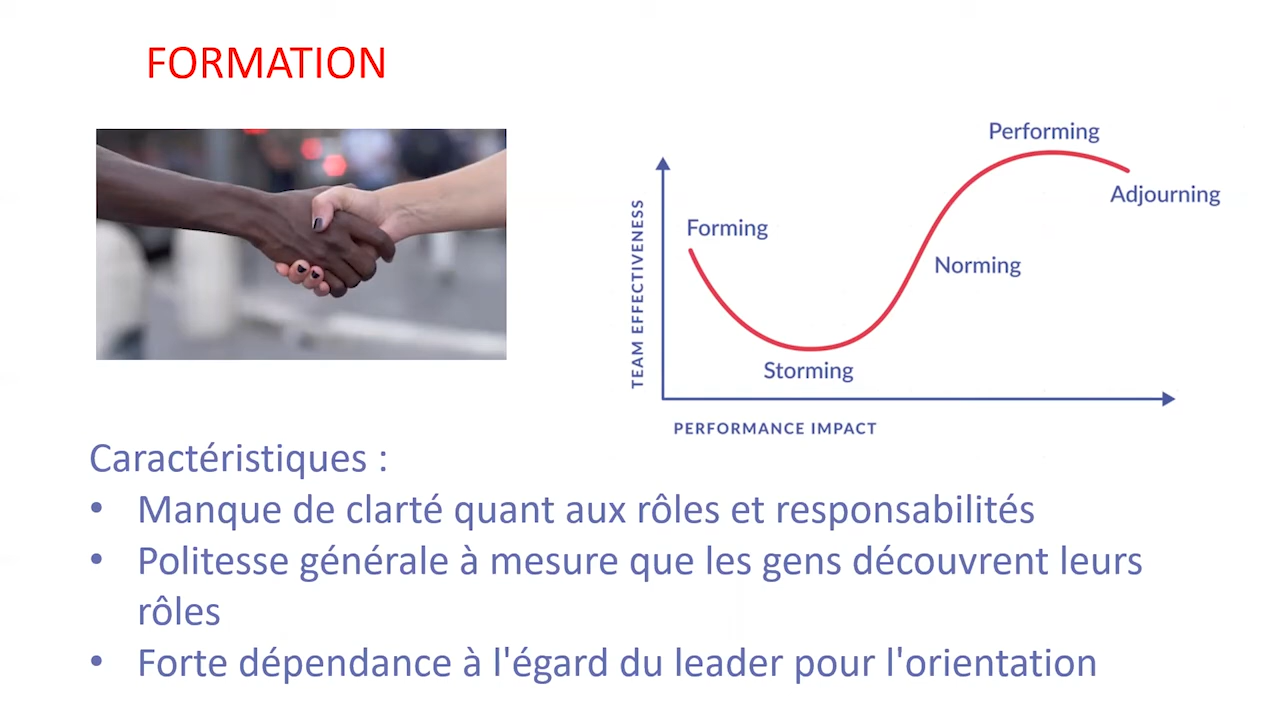 FORMATION
Performing
Adjourning
Forming
Norming
Storming
TEAM EFFECTIVENESS
PERFORMANCE IMPACT
Caractéristiques :
• Manque de clarté quant aux rôles et responsabilités
• Politesse générale à mesure que les gens découvrent leurs
rôles
• Forte dépendance à l'égard du leader pour l'orientation